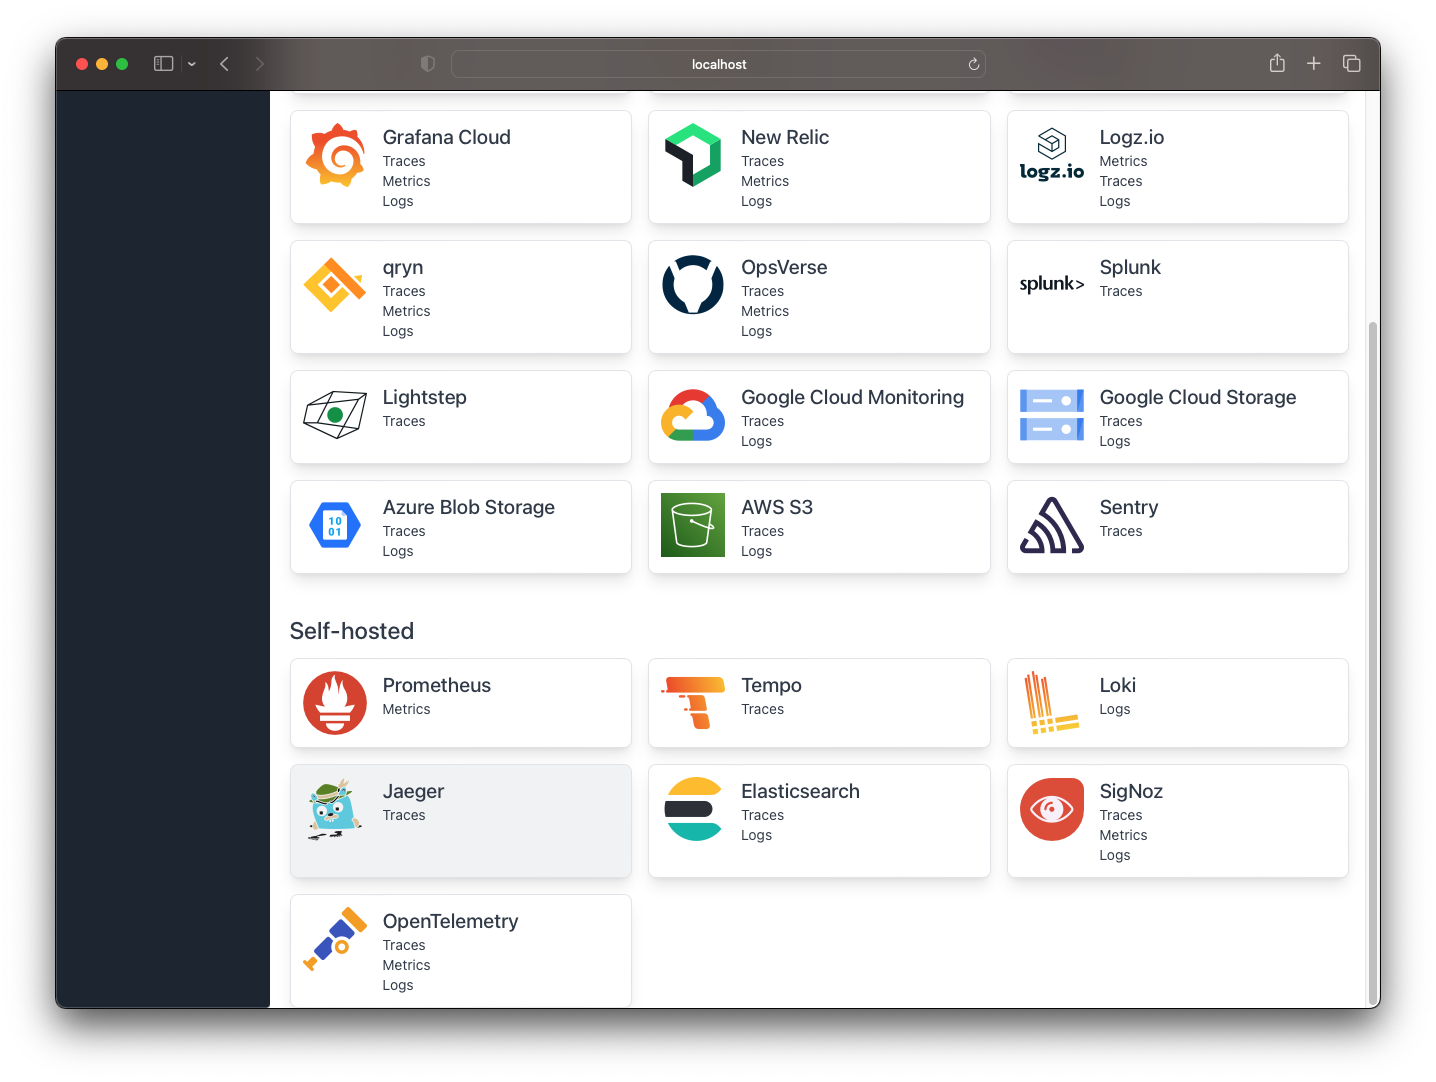 localhost
Grafana Cloud
Traces
Metrics
Logs
New Relic
Traces
Metrics
Logs
logz.io
Logz.io
Metrics
Traces
Logs
qryn
Traces
Metrics
Logs
OpsVerse
Traces
Metrics
Logs
splunk>
Splunk
Traces
Lightstep
Traces
Google Cloud Monitoring
Traces
Logs
Google Cloud Storage
Traces
Logs
10
01
Azure Blob Storage
Traces
Logs
AWS S3
Traces
Logs
Sentry
Traces
Self-hosted
Prometheus
Metrics
Tempo
Traces
Loki
Logs
Jaeger
Traces
Elasticsearch
Traces
Logs
SigNoz
Traces
Metrics
Logs
OpenTelemetry
Traces
Metrics
Logs